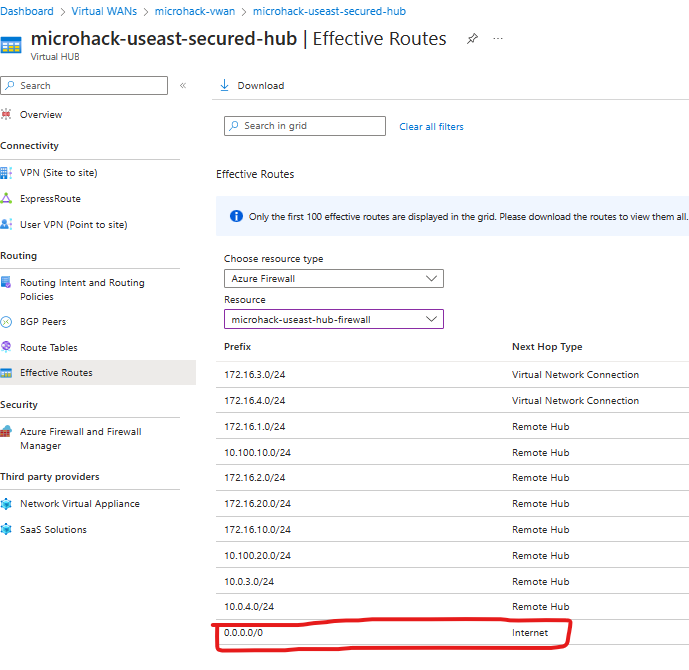 Dashboard > Virtual WANs > microhack-vwan > microhack-useast-secured-hub
microhack-useast-secured-hub | Effective Routes ...
Virtual HUB
Search «
Overview
Connectivity
VPN (Site to site)
ExpressRoute
User VPN (Point to site)
Routing
Routing Intent and Routing
Policies
BGP Peers
Route Tables
Effective Routes
Security
Azure Firewall and Firewall
Manager
Third party providers
Network Virtual Appliance
SaaS Solutions
Download
Search in grid Clear all filters
Effective Routes
Only the first 100 effective routes are displayed in the grid. Please download the routes to view them all.
Choose resource type
Azure Firewall
Resource
microhack-useast-hub-firewall
Prefix Next Hop Type
172.16.3.0/24 Virtual Network Connection
172.16.4.0/24 Virtual Network Connection
172.16.1.0/24 Remote Hub
10.100.10.0/24 Remote Hub
172.16.2.0/24 Remote Hub
172.16.20.0/24 Remote Hub
172.16.10.0/24 Remote Hub
10.100.20.0/24 Remote Hub
10.0.3.0/24 Remote Hub
10.0.4.0/24 Remote Hub
0.0.0.0/0 Internet